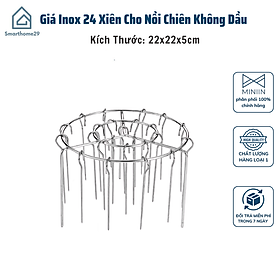 Smarthome29
Giá Inox 24 Xiên Cho Nồi Chiên Không Dầu
Kích Thước: 22x22x5cm
MINIIN
phân phối 100%
chính hãng
CHẤT LƯỢNG
HÀNG LOẠI 1
ĐỔI TRẢ MIỄN PHÍ
TRONG 7 NGÀY